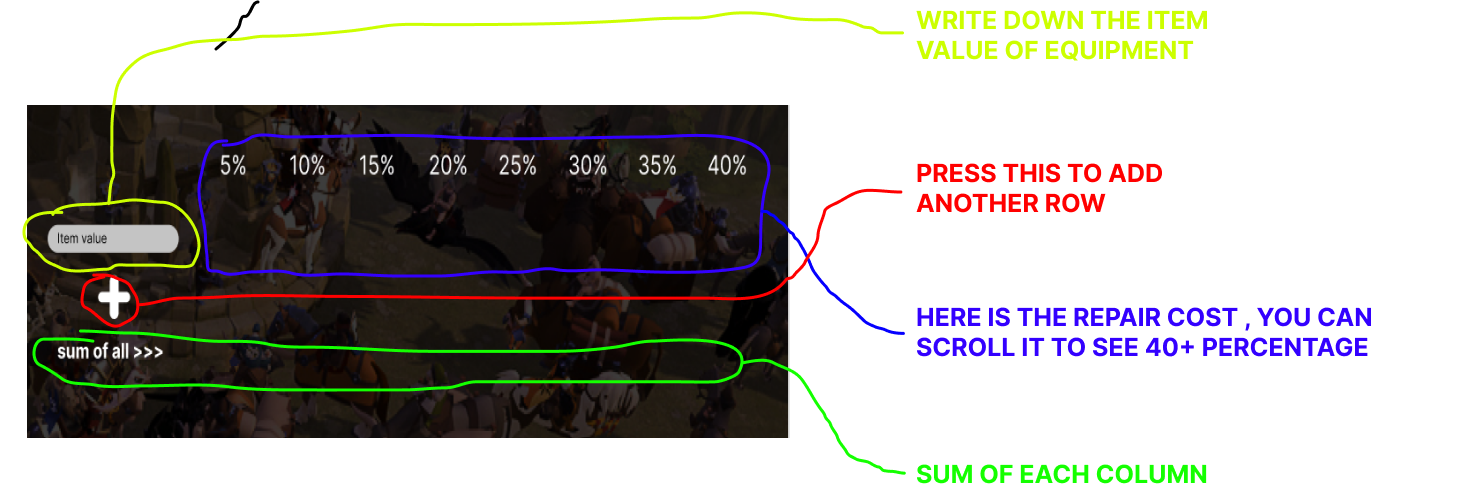 WRITE DOWN THE ITEM
VALUE OF EQUIPMENT
5% 10% 15% 20% 25% 30% 35% 40%
PRESS THIS TO ADD
ANOTHER ROW
Item value
HERE IS THE REPAIR COST , YOU CAN
SCROLL IT TO SEE 40+ PERCENTAGE
sum of all >>>
SUM OF EACH COLUMN